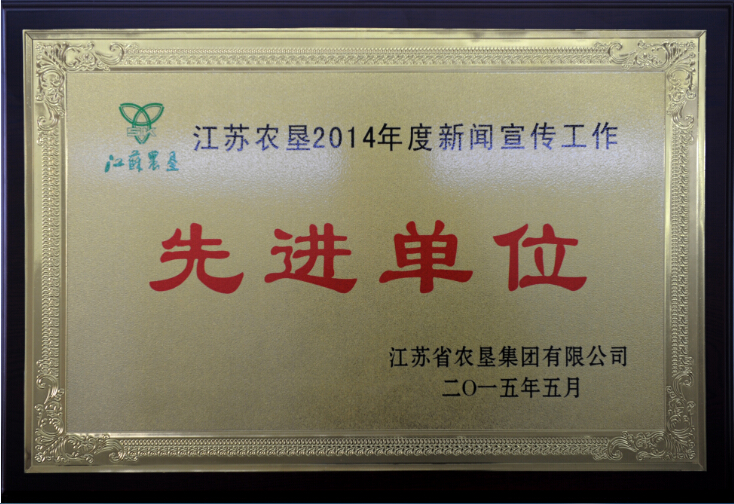 江苏农垦2014年度新闻宣传工作
江蘇農垦
先进单位
江苏省农垦集团有限公司
二〇一五年五月